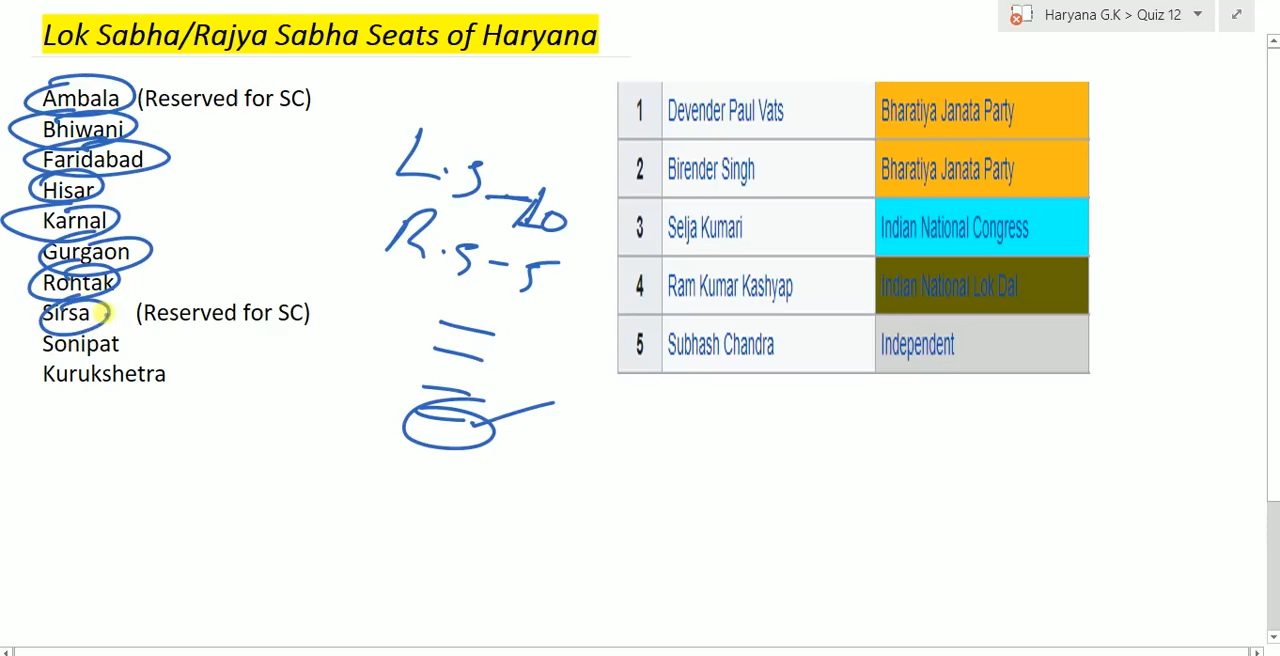 Haryana G.K > Quiz 12
Lok Sabha/Rajya Sabha Seats of Haryana
Ambala (Reserved for SC)
Bhiwani
Faridabad
Hisar
Karnal
Gurgaon
Rohtak
Sirsa (Reserved for SC)
Sonipat
Kurukshetra
L.S - 10
R.S - 5
1 Devender Paul Vats Bharatiya Janata Party
2 Birender Singh Bharatiya Janata Party
3 Selja Kumari Indian National Congress
4 Ram Kumar Kashyap Indian National Lok Dal
5 Subhash Chandra Independent